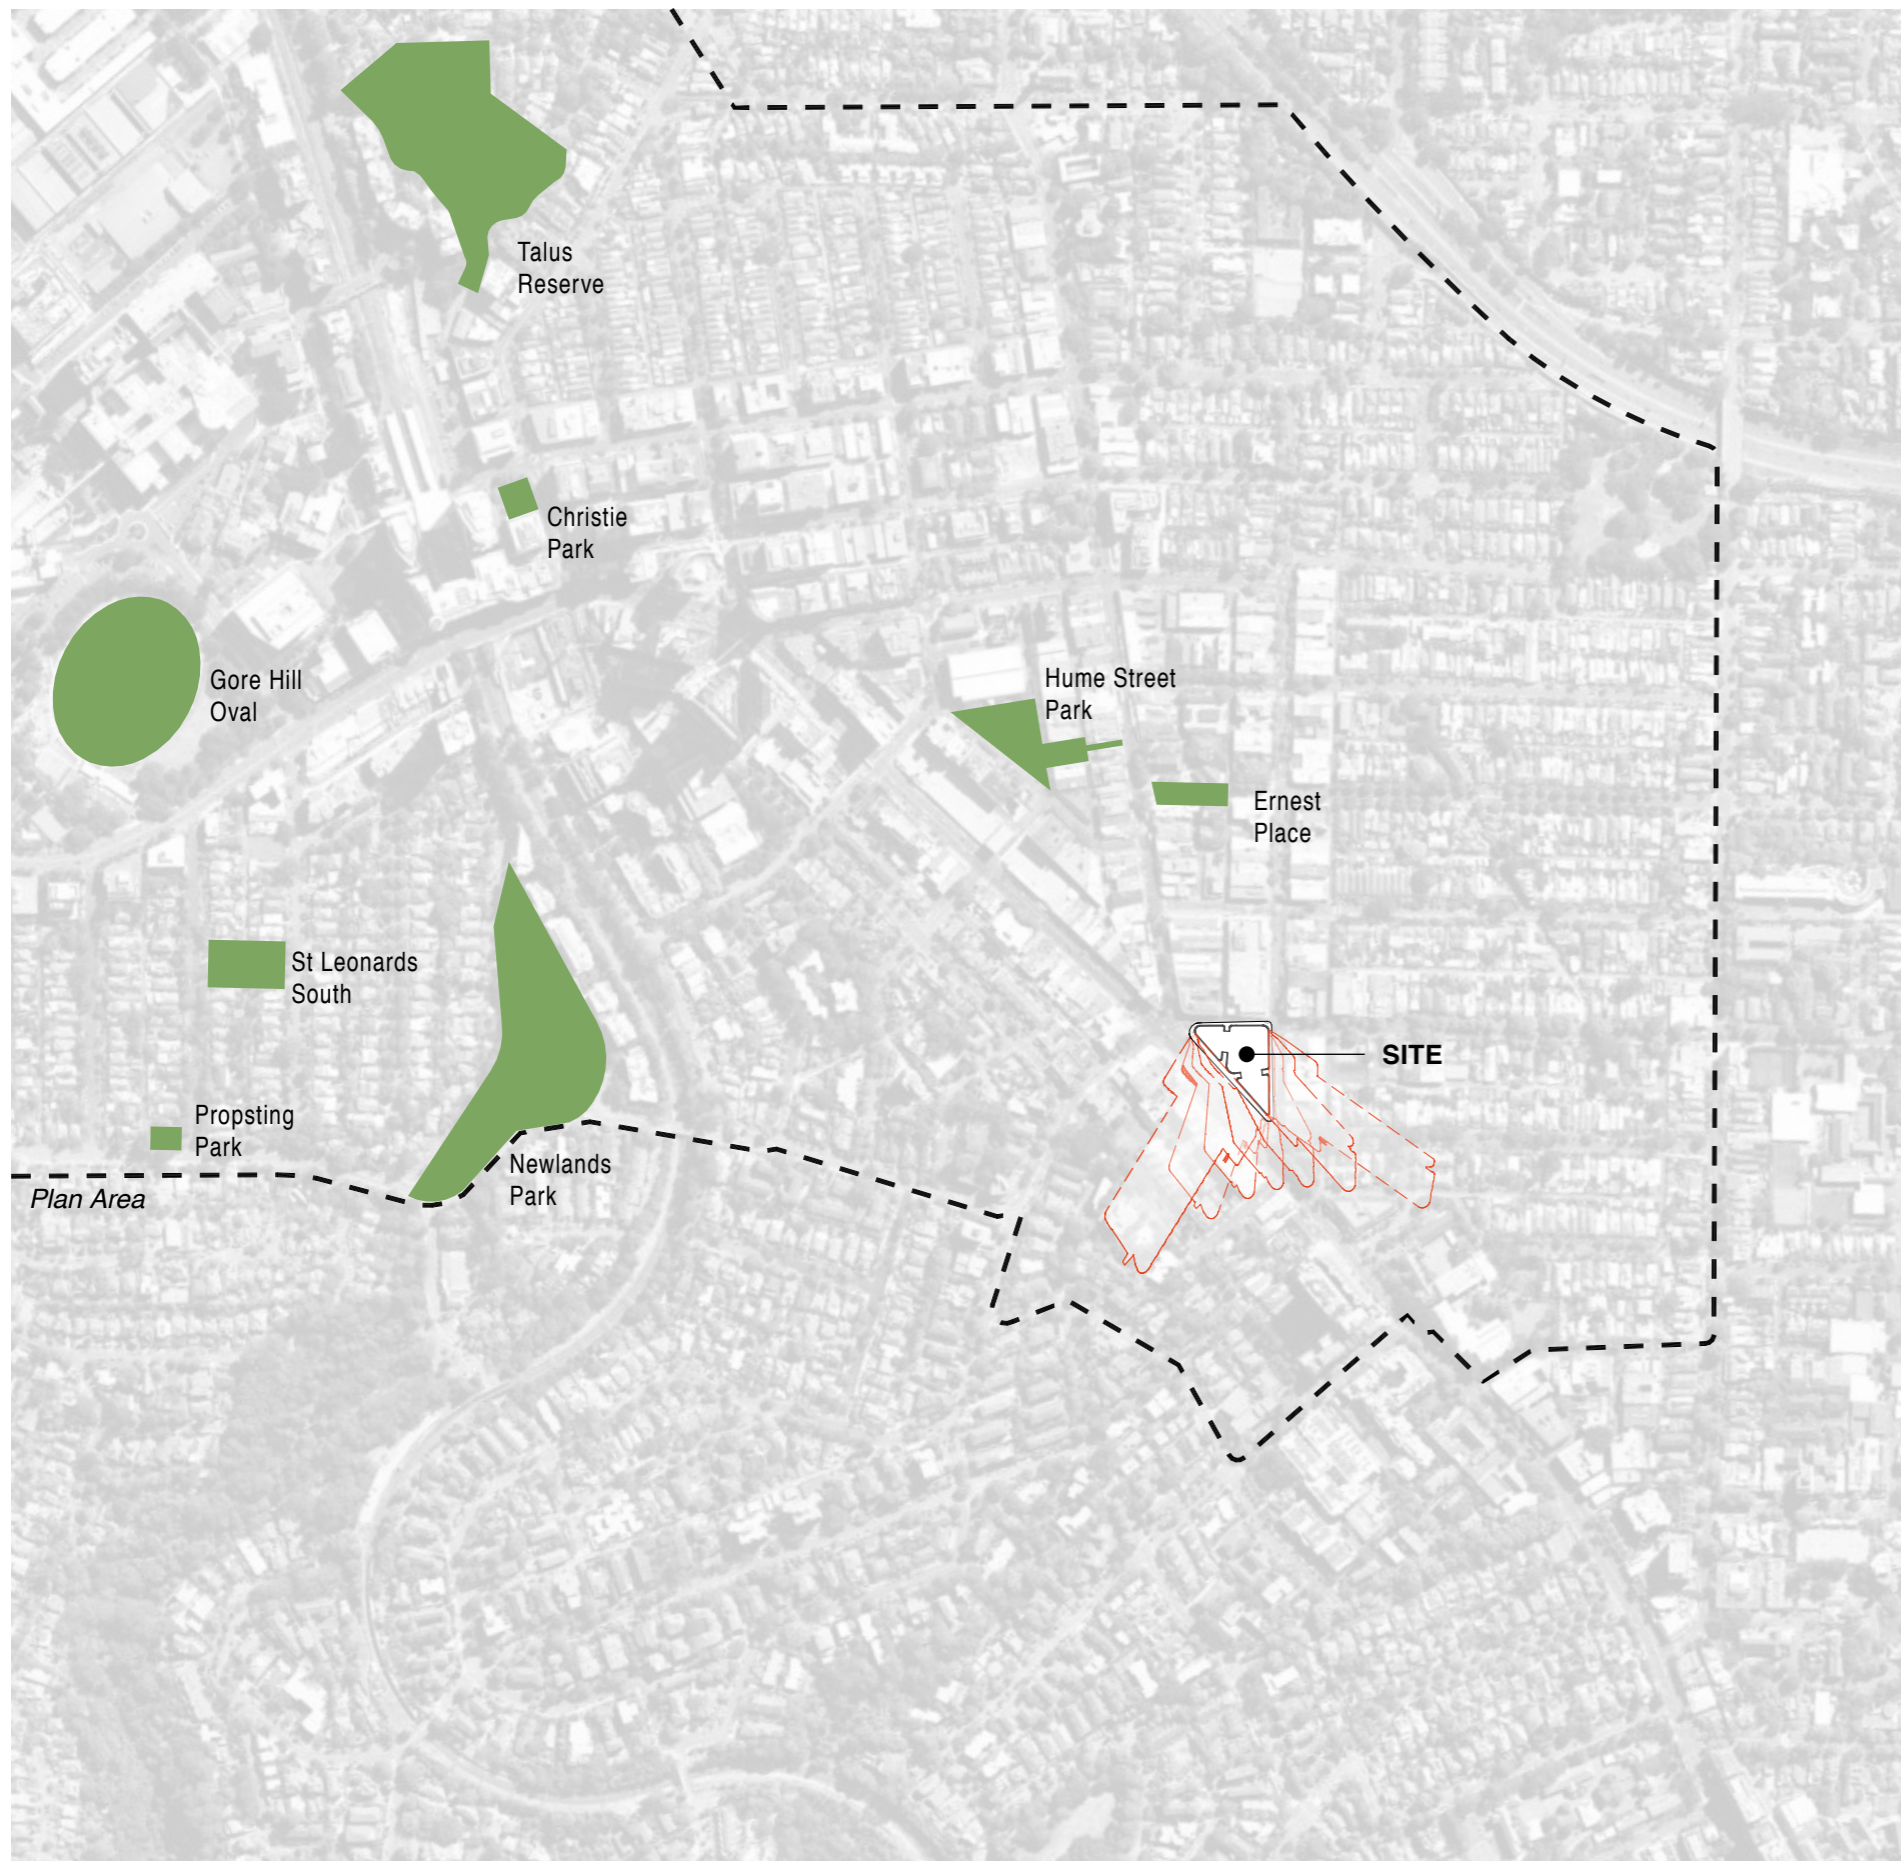 Talus
Reserve
Christie
Park
Gore Hill
Oval
Hume Street
Park
Ernest
Place
St Leonards
South
SITE
Propsting
Park
Newlands
Park
Plan Area